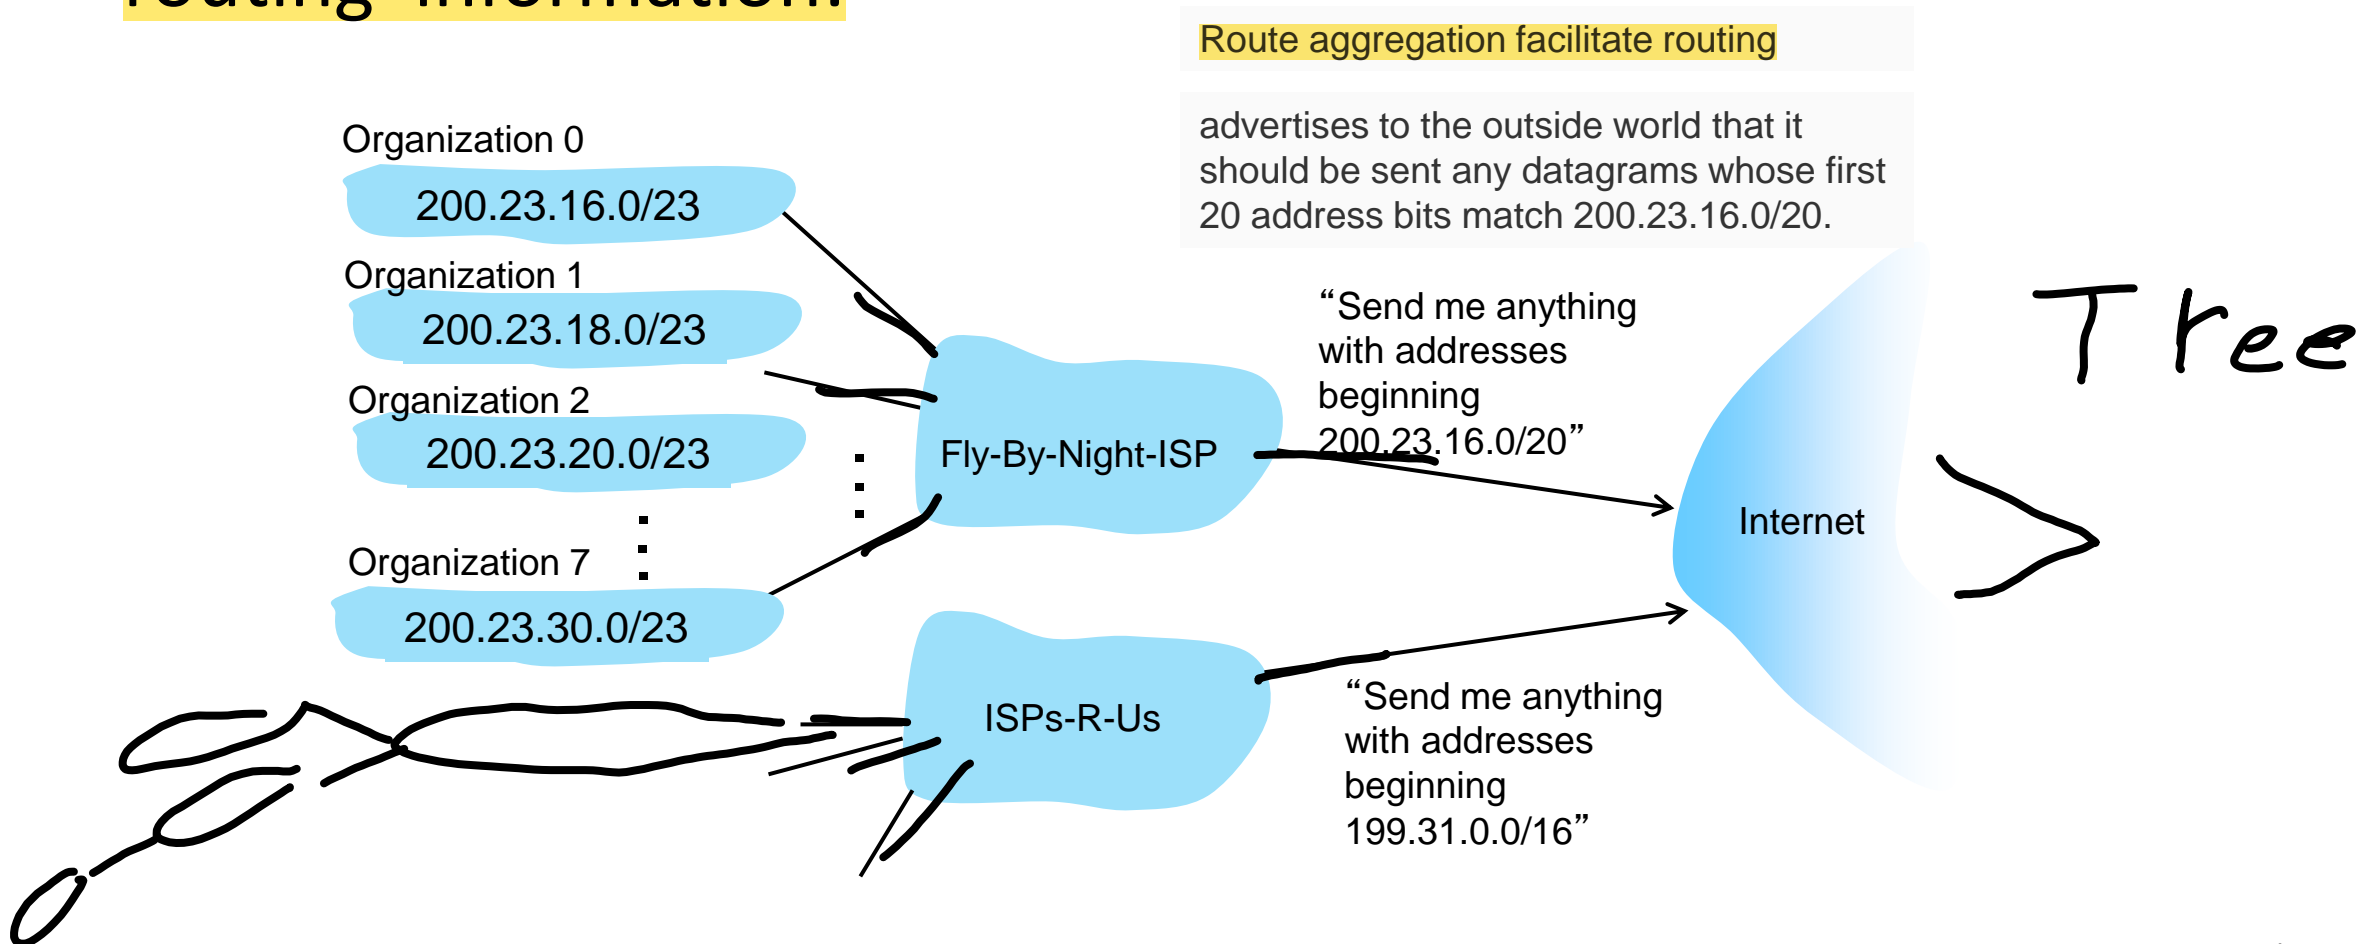 routing information.
Route aggregation facilitate routing
advertises to the outside world that it
should be sent any datagrams whose first
20 address bits match 200.23.16.0/20.
Organization 0
200.23.16.0/23
Organization 1
200.23.18.0/23
Organization 2
200.23.20.0/23
Organization 7
200.23.30.0/23
Fly-By-Night-ISP
“Send me anything
with addresses
beginning
200.23.16.0/20”
Internet
Tree
ISPs-R-Us
“Send me anything
with addresses
beginning
199.31.0.0/16”